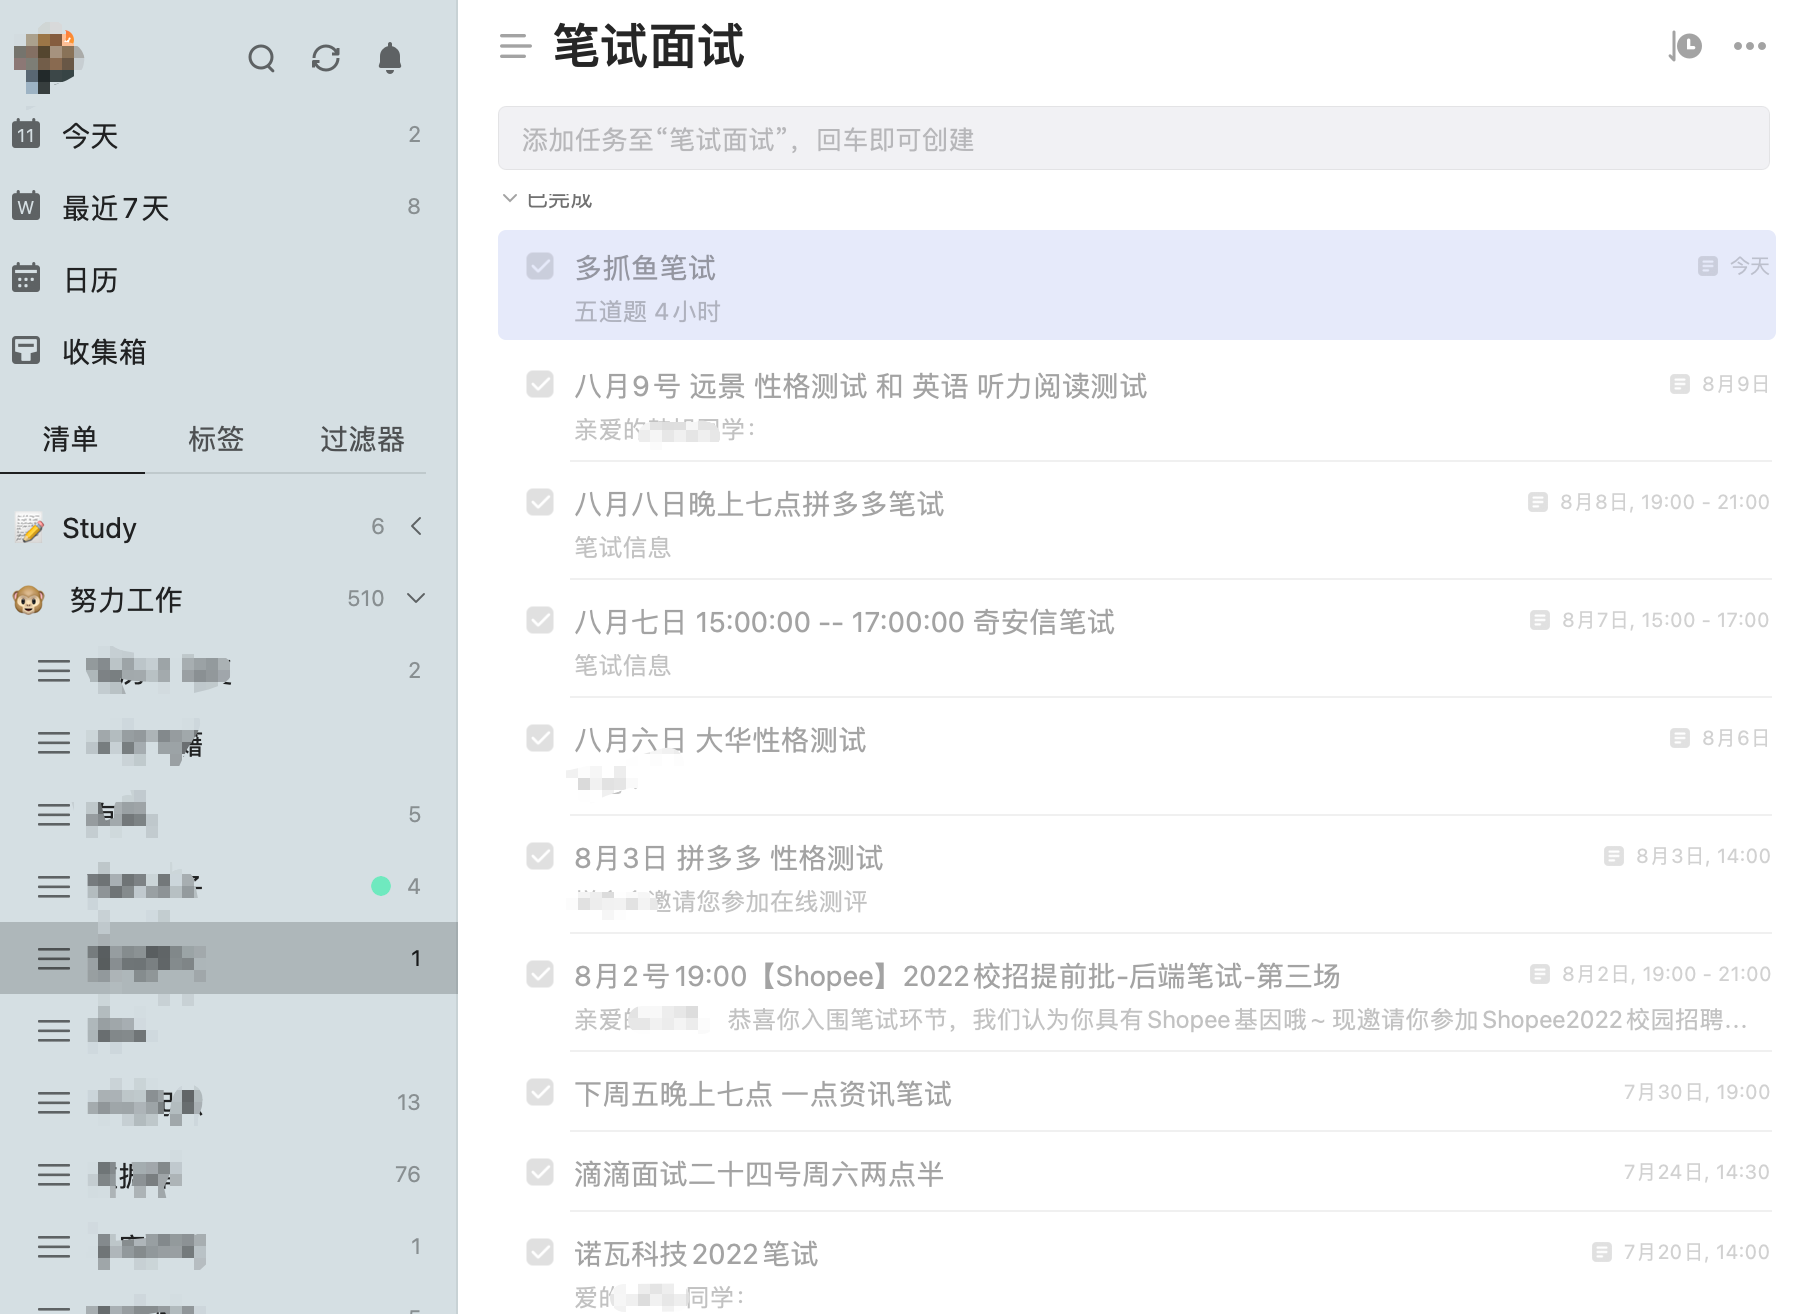 11
今天
2
W
最近7天
8
日历
收集箱
清单
标签
过滤器
Study
6
努力工作
510
2
籍
5
4
1
13
76
1
笔试面试
添加任务至“笔试面试”，回车即可创建
已完成
多抓鱼笔试
今天
五道题 4小时
八月9号 远景 性格测试 和 英语 听力阅读测试
8月9日
亲爱的
学：
八月八日晚上七点拼多多笔试
8月8日, 19:00 - 21:00
笔试信息
八月七日 15:00:00 -- 17:00:00 奇安信笔试
8月7日, 15:00 - 17:00
笔试信息
八月六日 大华性格测试
8月6日
8月3日 拼多多 性格测试
8月3日, 14:00
邀请您参加在线测评
8月2号19:00【Shopee】2022校招提前批-后端笔试-第三场
8月2日, 19:00 - 21:00
亲爱 恭喜你入围笔试环节，我们认为你具有Shopee基因哦~ 现邀请你参加Shopee2022校园招聘...
下周五晚上七点 一点资讯笔试
7月30日, 19:00
滴滴面试二十四号周六两点半
7月24日, 14:30
诺瓦科技2022笔试
7月20日, 14:00
爱的
同学：